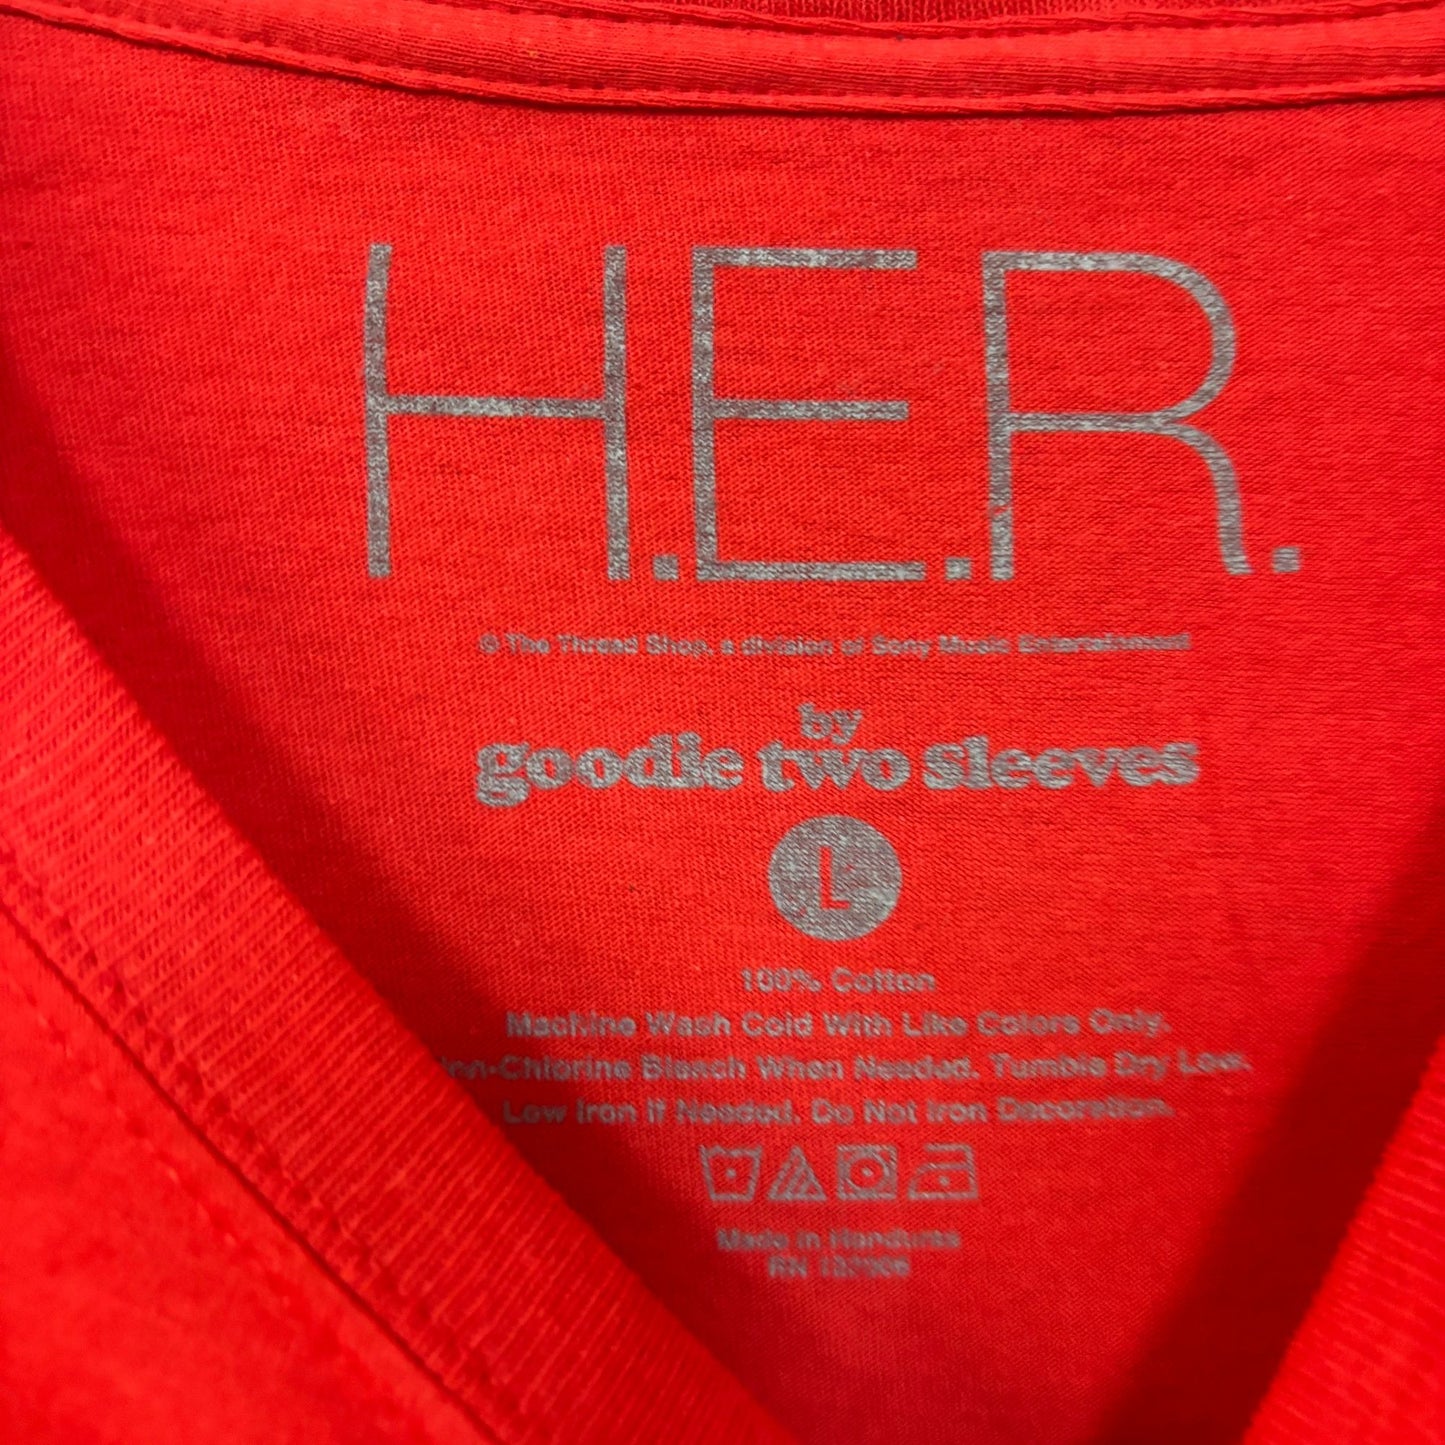 H.E.R.
© The Thread Shop, a division of Sony Music Entertainment
by
goodie two sleeves
L
100% Cotton
Machine Wash Cold With Like Colors Only.
Bleach When Needed. Tumble Dry Low.
Low Iron If Needed. Do Not Iron Decoration.
Made in Honduras
RN